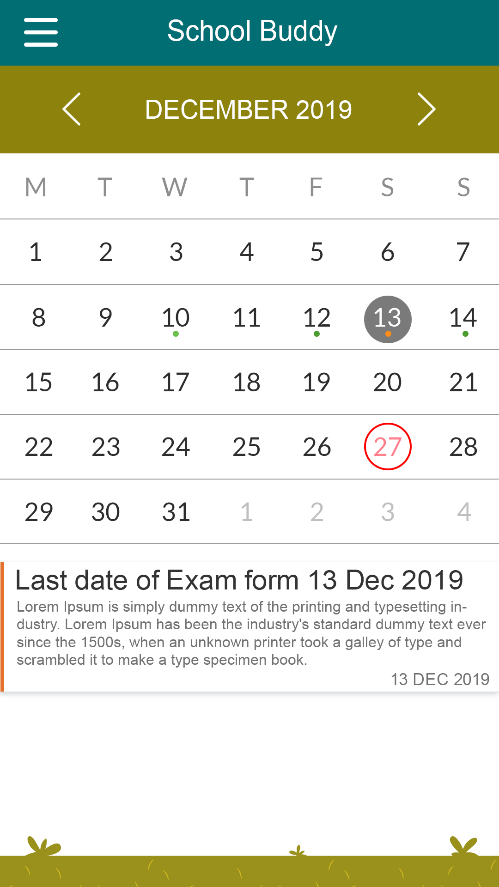 School Buddy
DECEMBER 2019
M T W T F S S
1 2 3 4 5 6 7
8 9 10 11 12 13 14
15 16 17 18 19 20 21
22 23 24 25 26 27 28
29 30 31 1 2 3 4
Last date of Exam form 13 Dec 2019
Lorem Ipsum is simply dummy text of the printing and typesetting in-
dustry. Lorem Ipsum has been the industry's standard dummy text ever
since the 1500s, when an unknown printer took a galley of type and
scrambled it to make a type specimen book.
13 DEC 2019